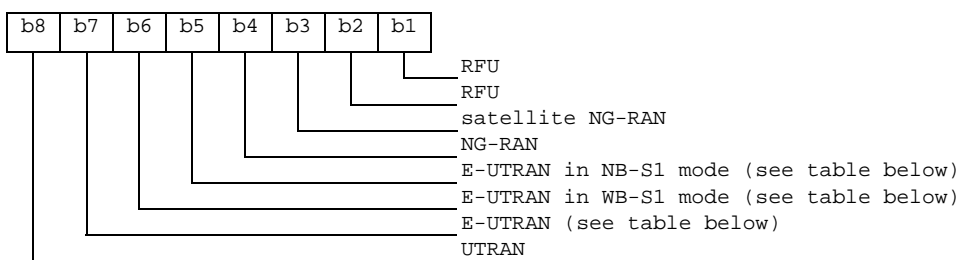 b8 b7 b6 b5 b4 b3 b2 b1
RFU
RFU
satellite NG-RAN
NG-RAN
E-UTRAN in NB-S1 mode (see table below)
E-UTRAN in WB-S1 mode (see table below)
E-UTRAN (see table below)
UTRAN